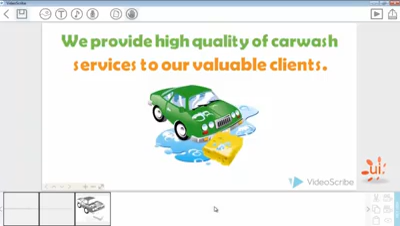 VideoScribe
We provide high quality of carwash
services to our valuable clients.
VideoScribe